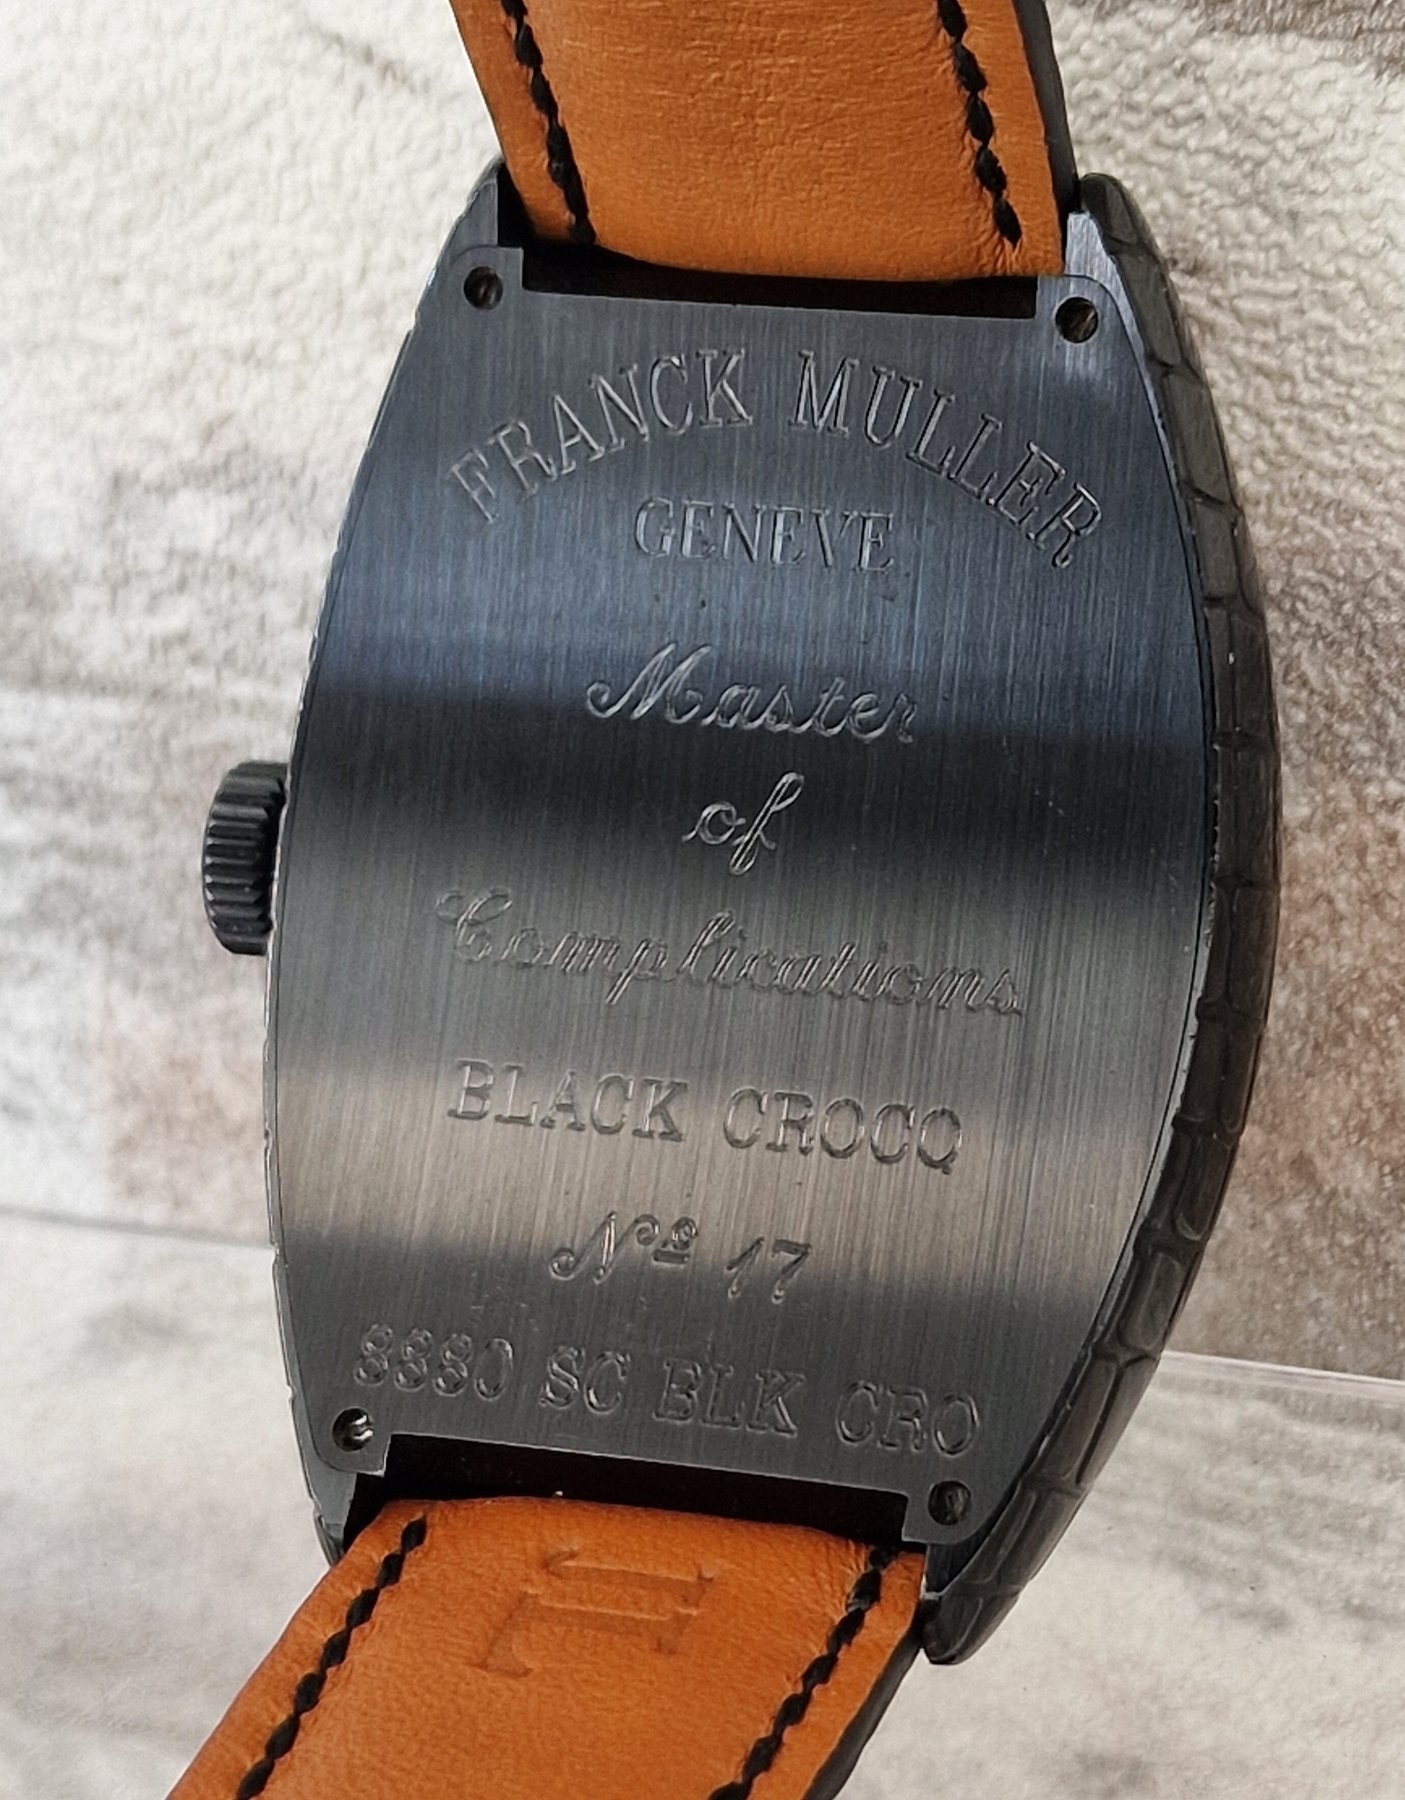 FRANCK MULLER
GENEVE
Master
of
Complications
BLACK CROCO
Nº 17
8880 SC BLK CRO